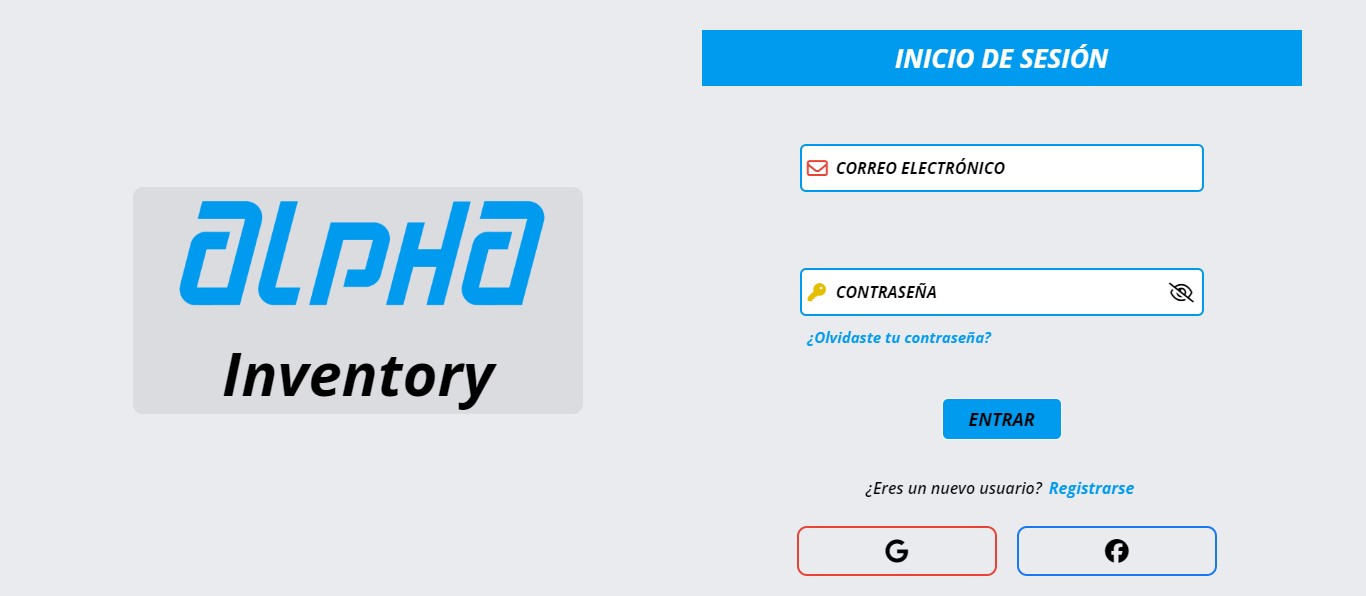 ALPHA
Inventory
INICIO DE SESIÓN
CORREO ELECTRÓNICO
CONTRASEÑA
¿Olvidaste tu contraseña?
ENTRAR
¿Eres un nuevo usuario? Registrarse